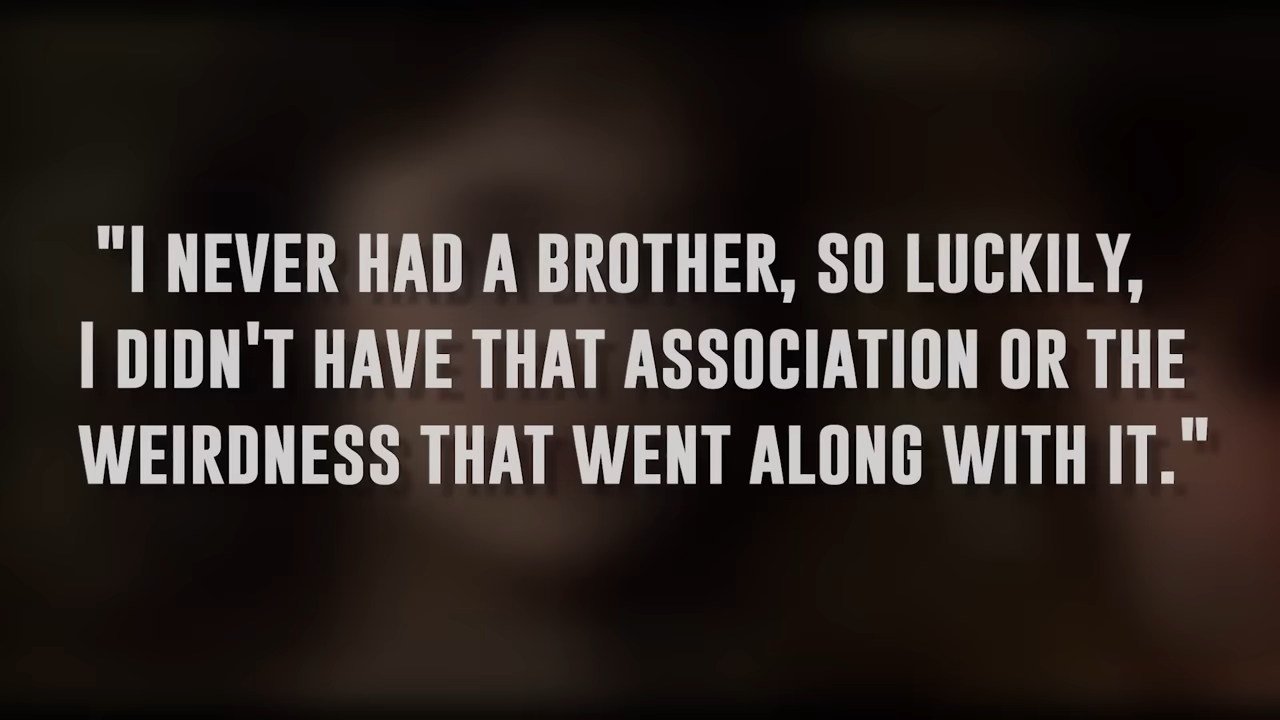 "I NEVER HAD A BROTHER, SO LUCKILY,
I DIDN'T HAVE THAT ASSOCIATION OR THE
WEIRDNESS THAT WENT ALONG WITH IT."